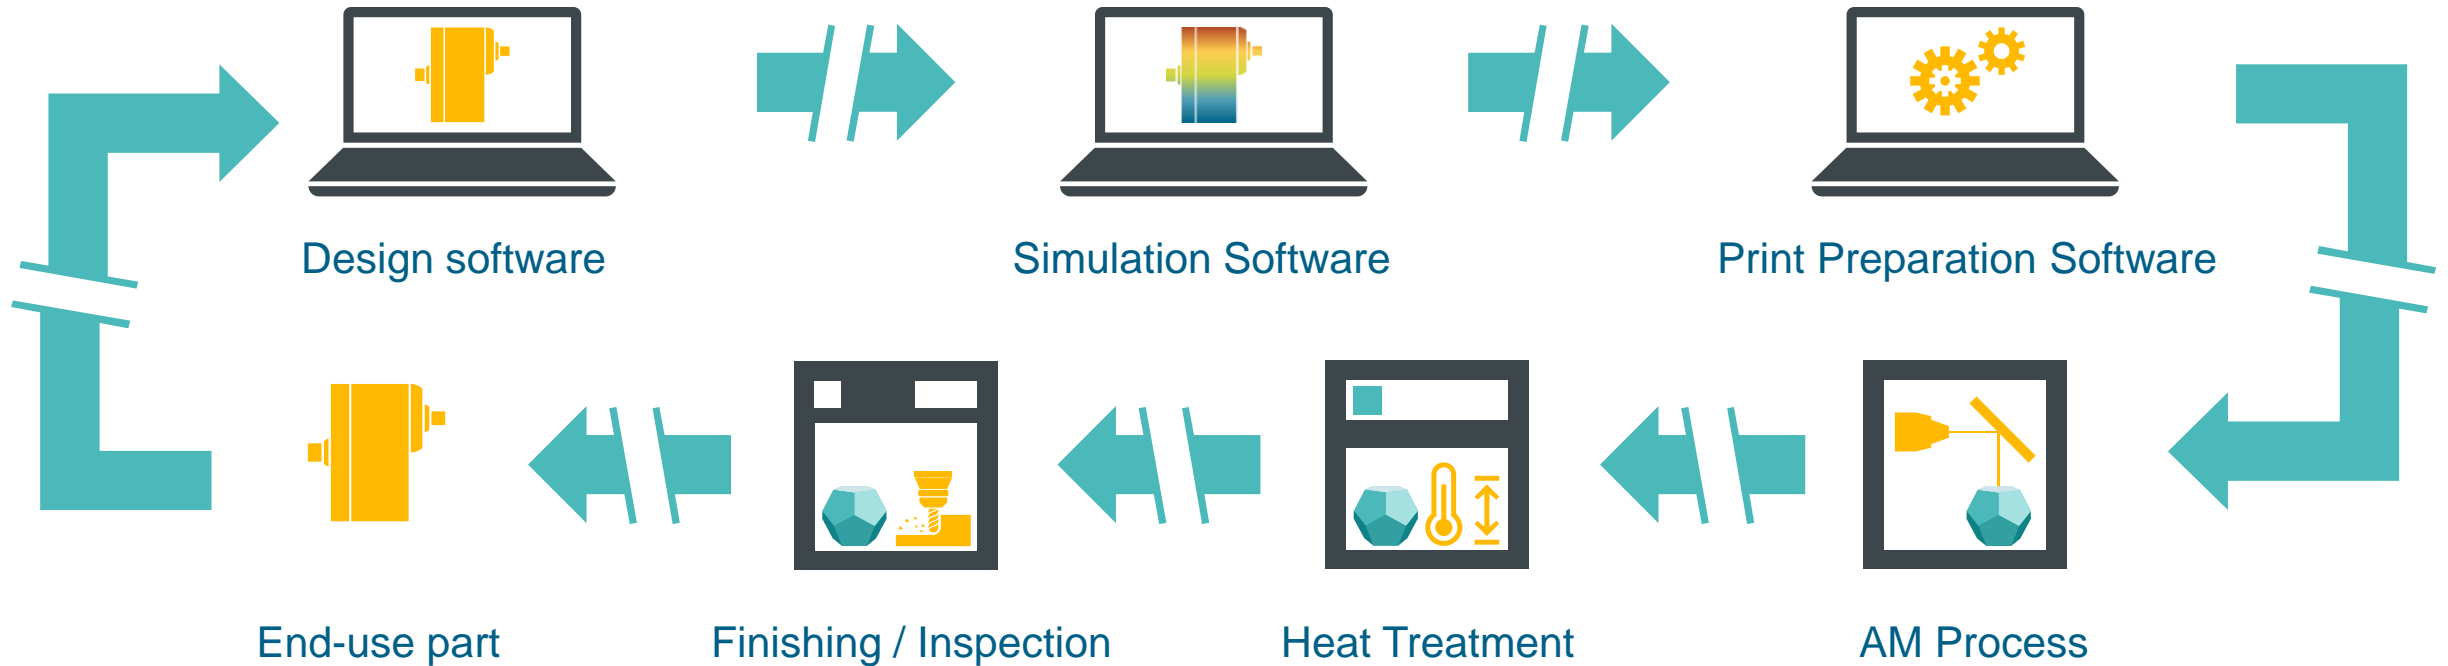 Design software
Simulation Software
Print Preparation Software
End-use part
Finishing / Inspection
Heat Treatment
AM Process